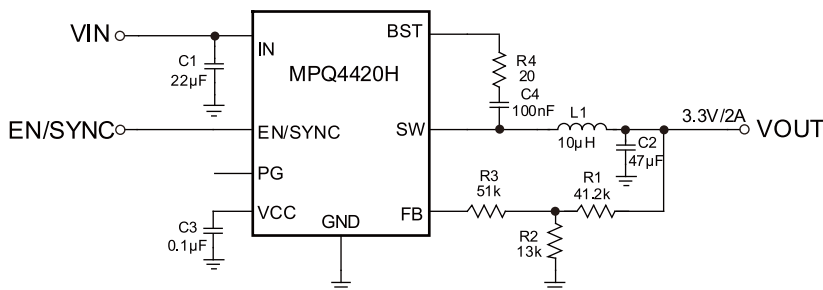 VIN
C1
22µF
IN
BST
MPQ4420H
R4
20
C4
100nF
EN/SYNC
EN/SYNC
SW
L1
10µH
3.3V/2A
VOUT
C2
47µF
PG
VCC
C3
0.1µF
GND
FB
R3
51k
R1
41.2k
R2
13k